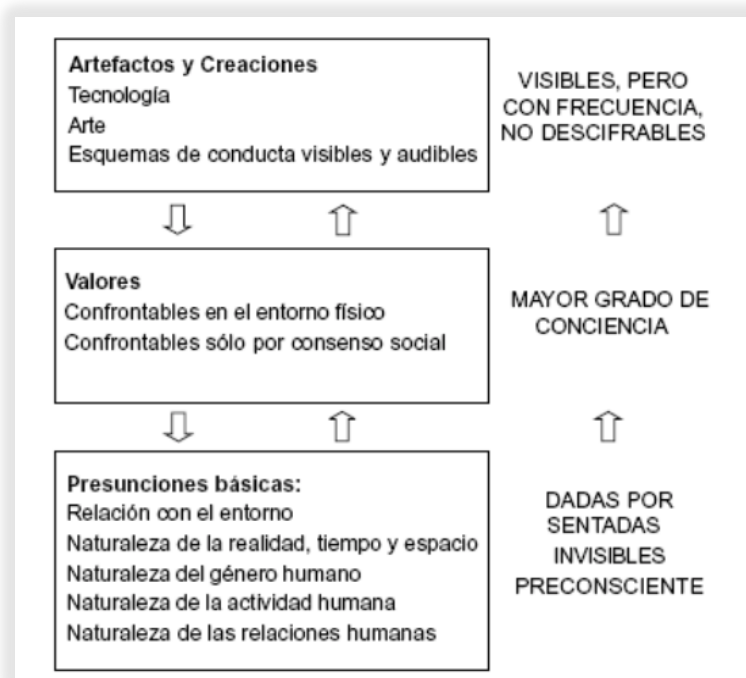 Artefactos y Creaciones
Tecnología
Arte
Esquemas de conducta visibles y audibles
VISIBLES, PERO
CON FRECUENCIA,
NO DESCIFRABLES
Valores
Confrontables en el entorno físico
Confrontables sólo por consenso social
MAYOR GRADO DE
CONCIENCIA
Presunciones básicas:
Relación con el entorno
Naturaleza de la realidad, tiempo y espacio
Naturaleza del género humano
Naturaleza de la actividad humana
Naturaleza de las relaciones humanas
DADAS POR
SENTADAS
INVISIBLES
PRECONSCIENTE